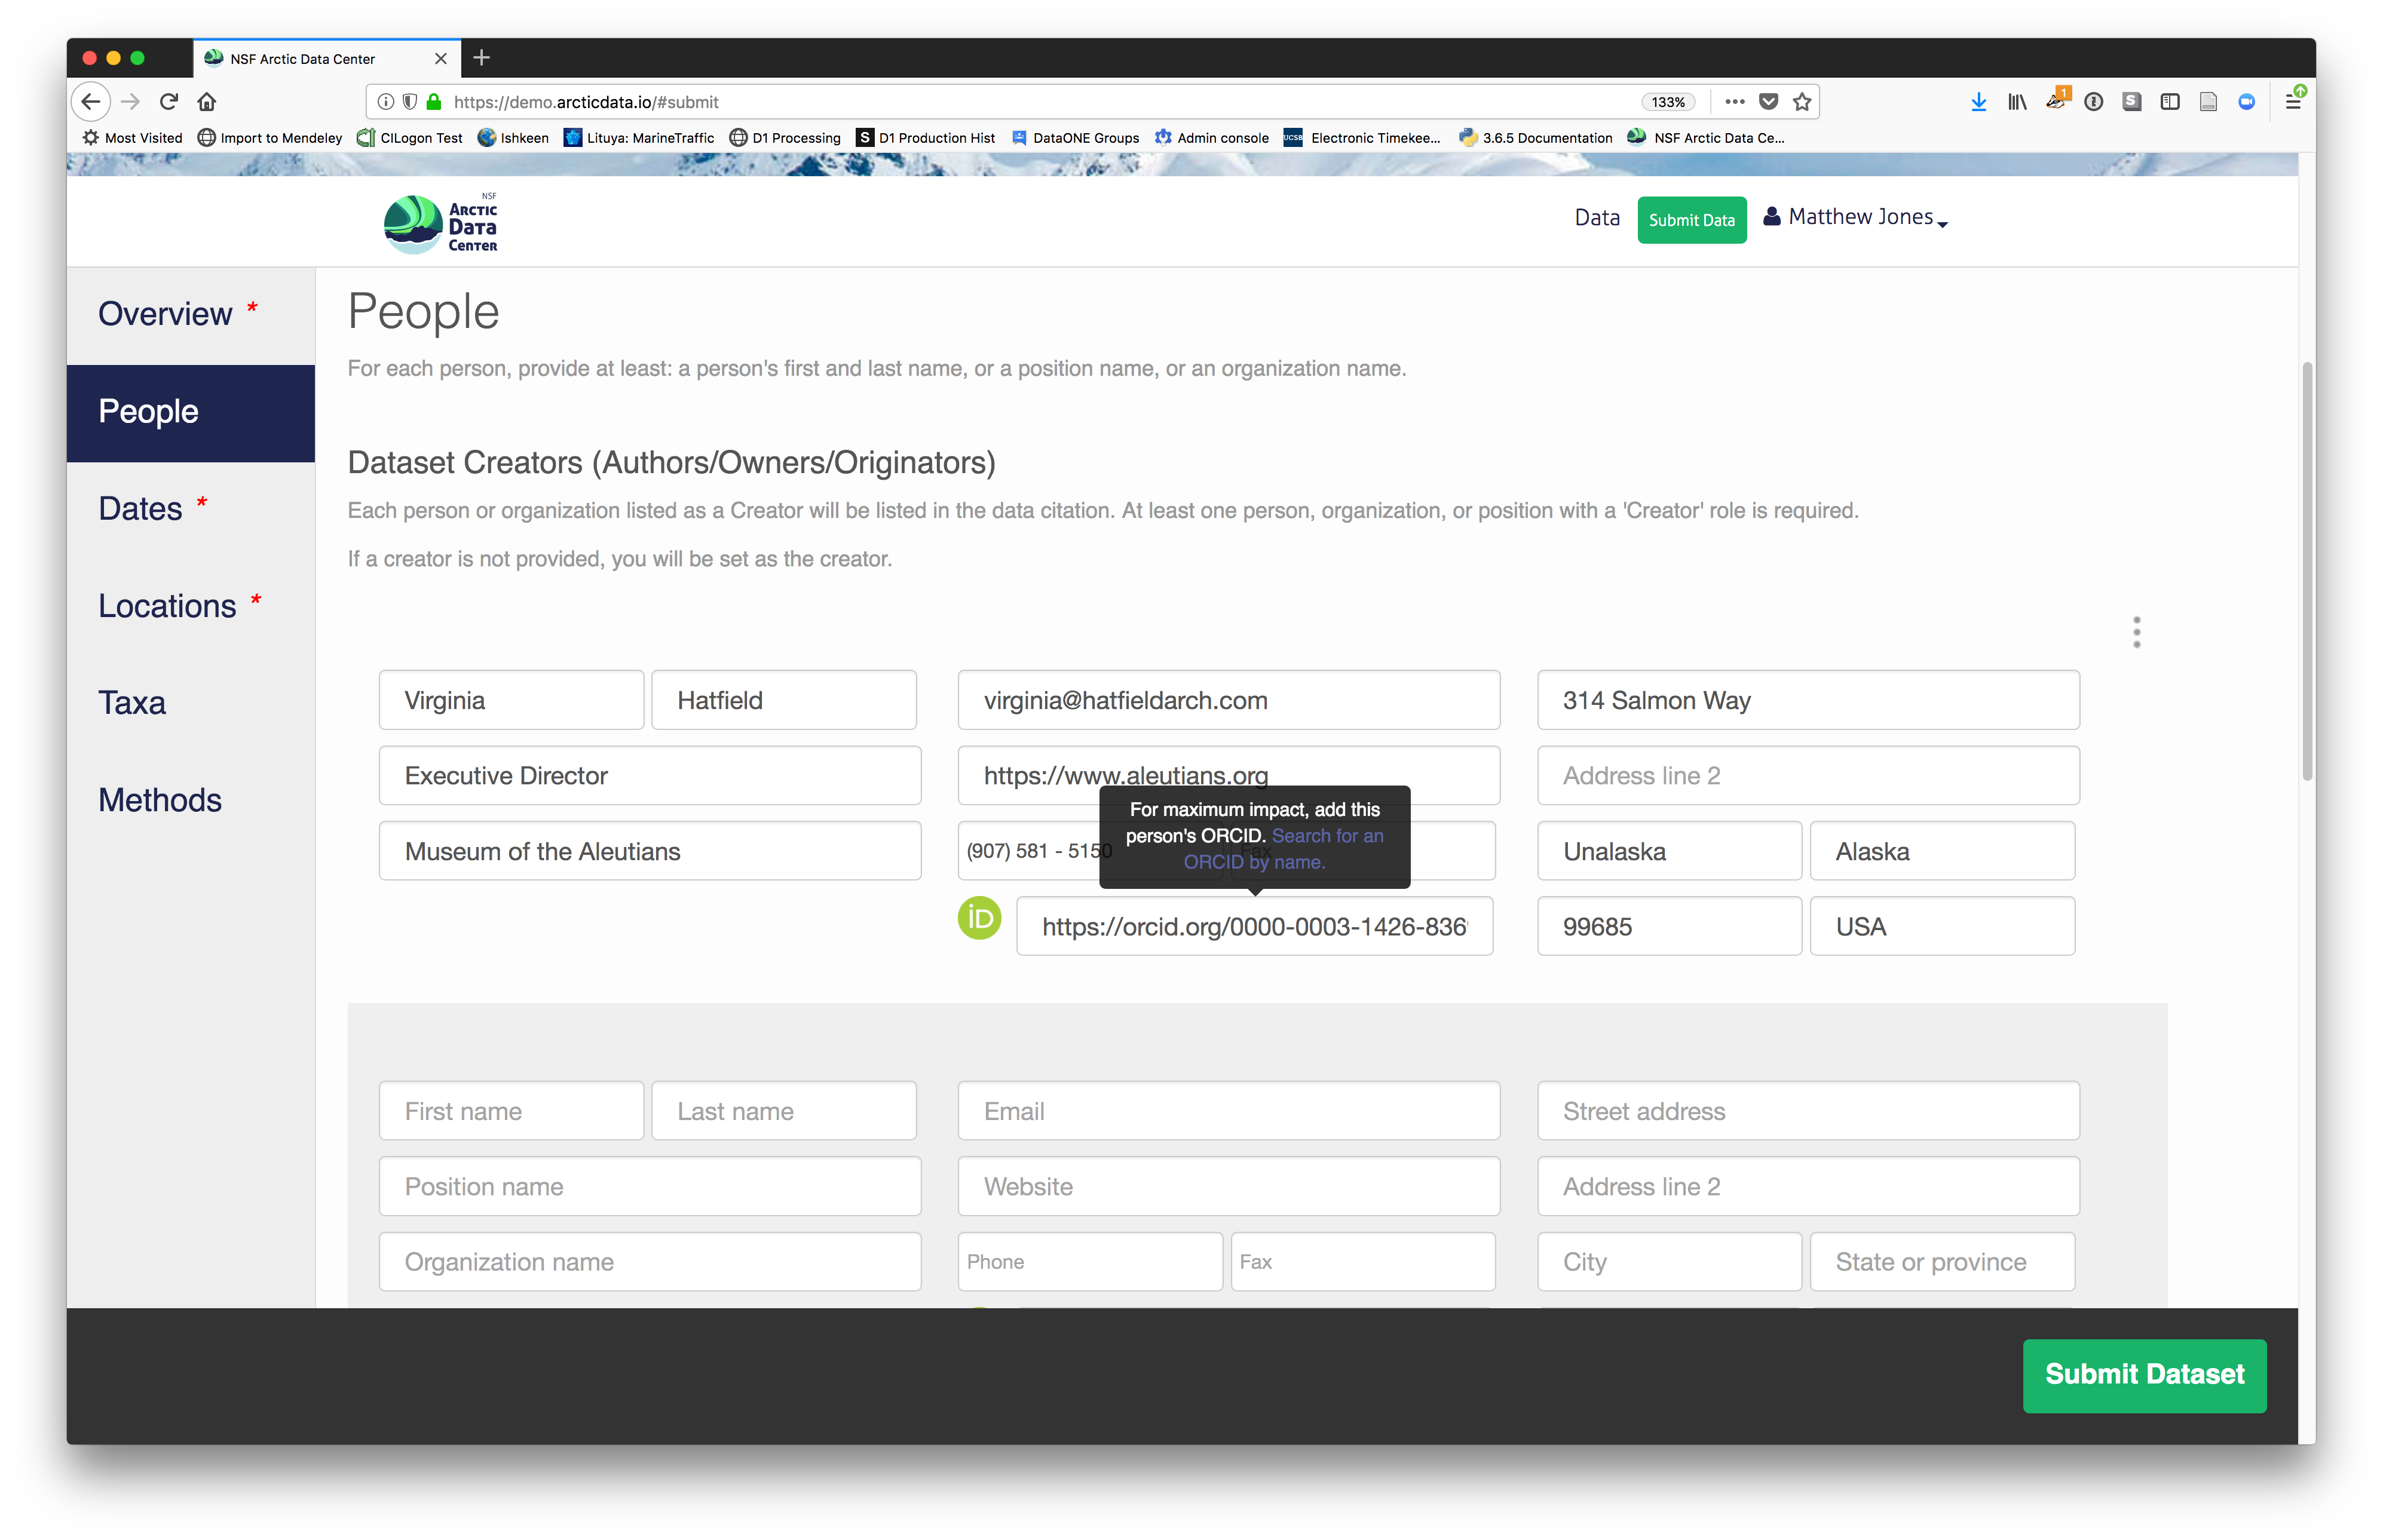 NSF Arctic Data Center
https://demo.arcticdata.io/#submit
133%
1
Most Visited
Import to Mendeley
CILogon Test
Ishkeen
Lituya: MarineTraffic
D1 Processing
S
D1 Production Hist
DataONE Groups
Admin console
UCSB
Electronic Timekee...
3.6.5 Documentation
NSF Arctic Data Ce...
NSF
ARCTIC
DATA
CENTER
Data
Submit Data
Matthew Jones
Overview *
People
Dates *
Locations *
Taxa
Methods
People
For each person, provide at least: a person's first and last name, or a position name, or an organization name.
Dataset Creators (Authors/Owners/Originators)
Each person or organization listed as a Creator will be listed in the data citation. At least one person, organization, or position with a 'Creator' role is required.
If a creator is not provided, you will be set as the creator.
Virginia
Hatfield
virginia@hatfieldarch.com
314 Salmon Way
Executive Director
https://www.aleutians.org
Address line 2
For maximum impact, add this
person's ORCID. Search for an
ORCID by name.
Museum of the Aleutians
(907) 581 - 5150
Fax
Unalaska
Alaska
iD
https://orcid.org/0000-0003-1426-836
99685
USA
First name
Last name
Email
Street address
Position name
Website
Address line 2
Organization name
Phone
Fax
City
State or province
Submit Dataset